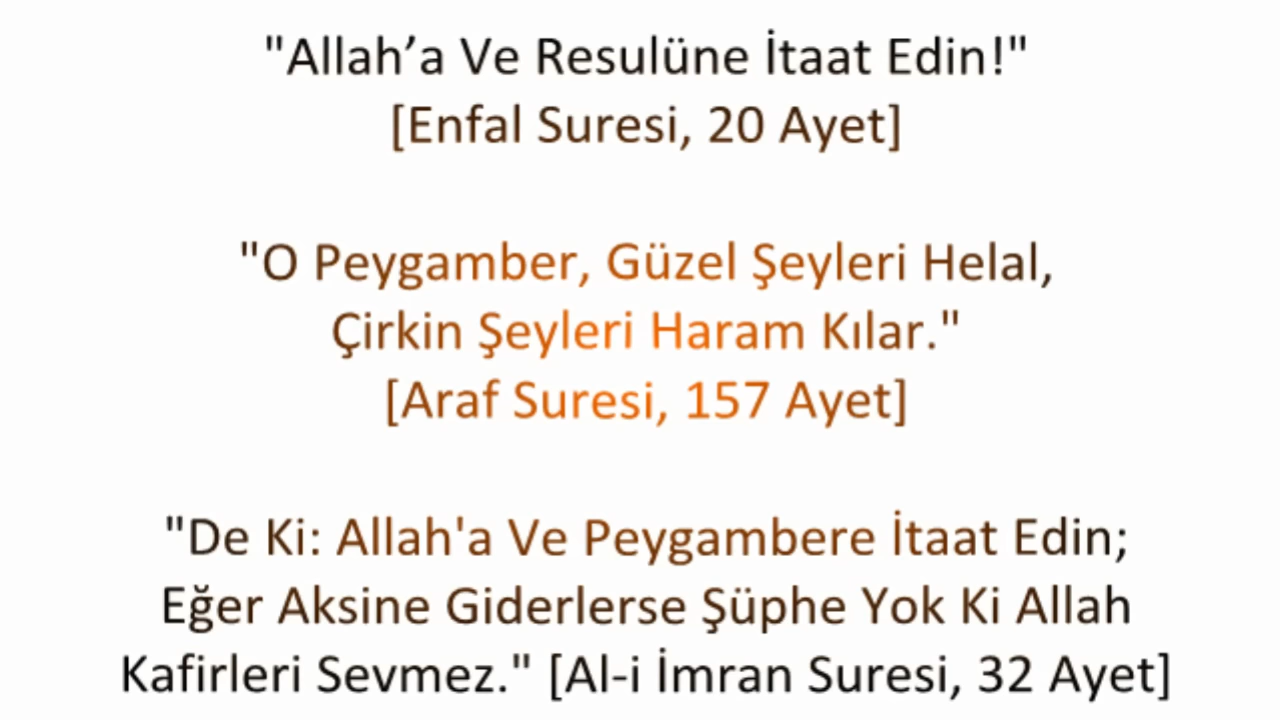 "Allah’a Ve Resulüne İtaat Edin!"
[Enfal Suresi, 20 Ayet]
"O Peygamber, Güzel Şeyleri Helal,
Çirkin Şeyleri Haram Kılar."
[Araf Suresi, 157 Ayet]
"De Ki: Allah'a Ve Peygambere İtaat Edin;
Eğer Aksine Giderlerse Şüphe Yok Ki Allah
Kafirleri Sevmez." [Al-i İmran Suresi, 32 Ayet]